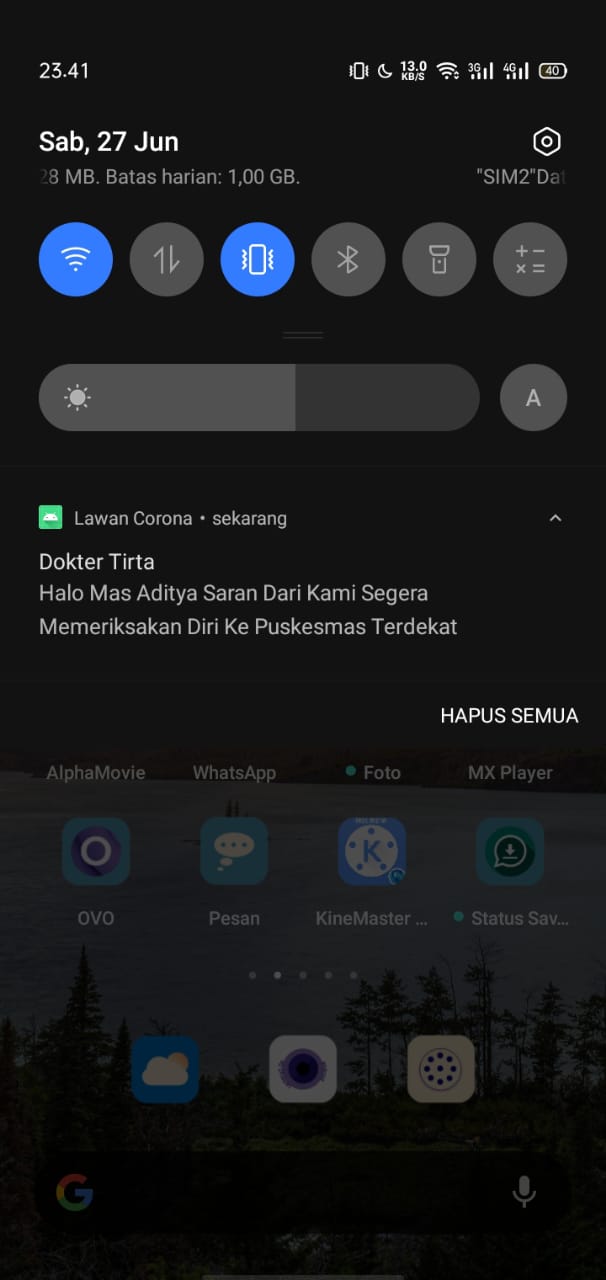 23.41
13.0
KB/S
3G
4G
40
Sab, 27 Jun
28 MB. Batas harian: 1,00 GB.
"SIM2"Dat
A
Lawan Corona • sekarang
Dokter Tirta
Halo Mas Aditya Saran Dari Kami Segera
Memeriksakan Diri Ke Puskesmas Terdekat
HAPUS SEMUA
AlphaMovie
WhatsApp
Foto
MX Player
K
OVO
Pesan
KineMaster ...
Status Sav...
G